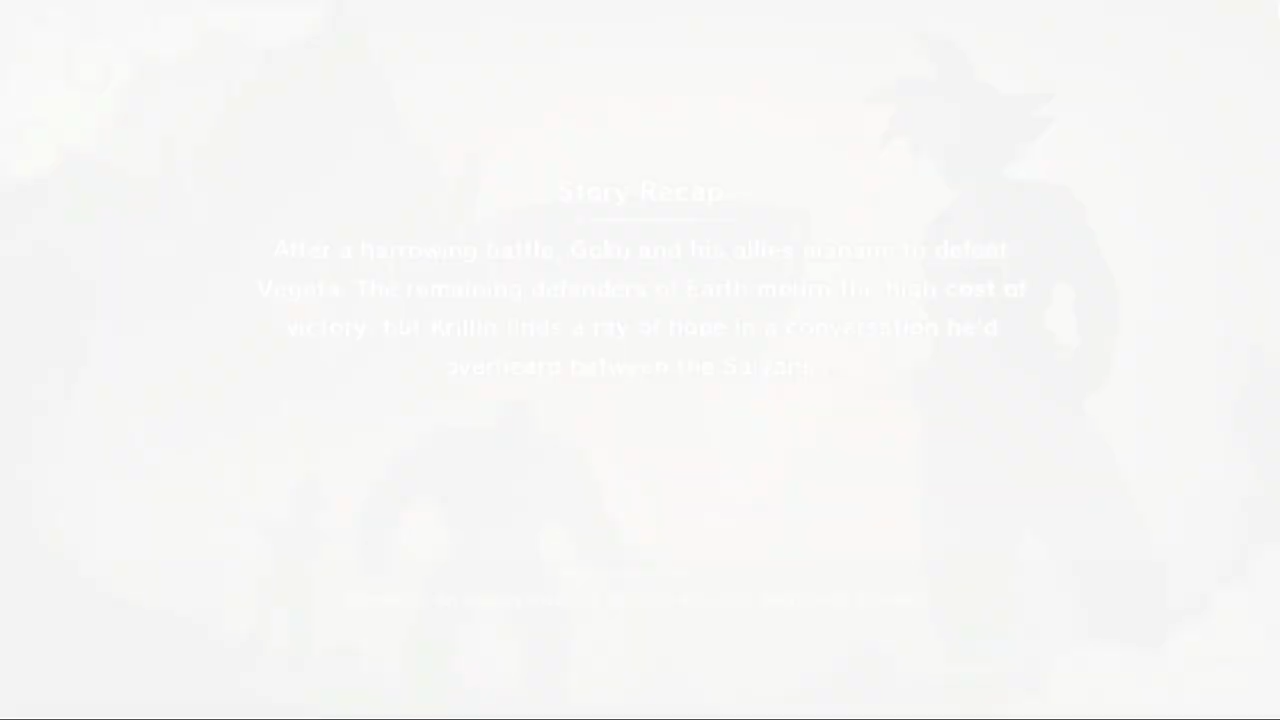 Story Recap
After a harrowing battle, Goku and his allies manage to defeat
Vegeta. The remaining defenders of Earth mourn the high cost of
victory, but Krillin finds a ray of hope in a conversation he'd
overheard between the Saiyans.